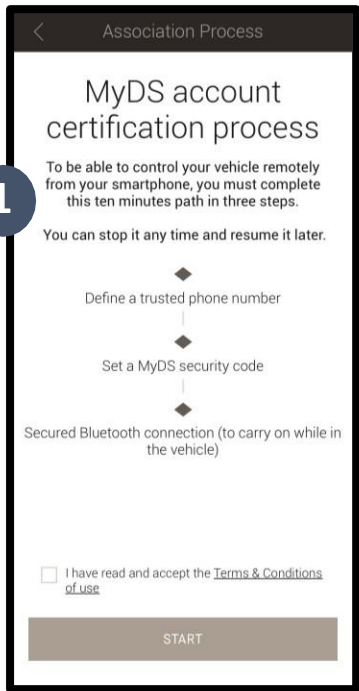 Association Process
MyDS account
certification process
To be able to control your vehicle remotely
from your smartphone, you must complete
this ten minutes path in three steps.
You can stop it any time and resume it later.
1
Define a trusted phone number
Set a MyDS security code
Secured Bluetooth connection (to carry on while in
the vehicle)
I have read and accept the Terms & Conditions
of use
START